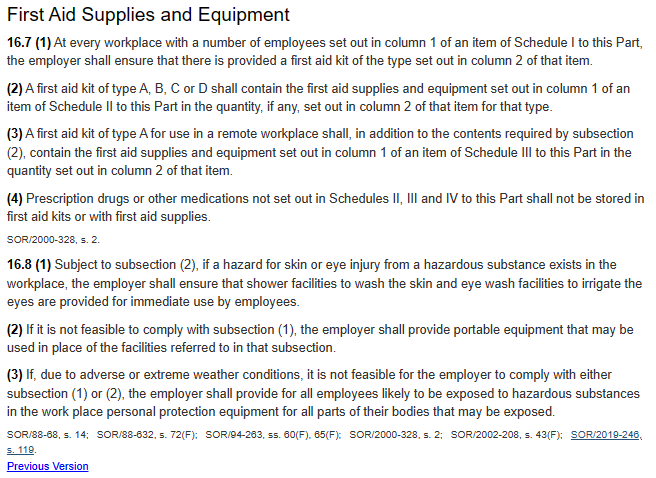 First Aid Supplies and Equipment
16.7 (1) At every workplace with a number of employees set out in column 1 of an item of Schedule I to this Part,
the employer shall ensure that there is provided a first aid kit of the type set out in column 2 of that item.
(2) A first aid kit of type A, B, C or D shall contain the first aid supplies and equipment set out in column 1 of an
item of Schedule II to this Part in the quantity, if any, set out in column 2 of that item for that type.
(3) A first aid kit of type A for use in a remote workplace shall, in addition to the contents required by subsection
(2), contain the first aid supplies and equipment set out in column 1 of an item of Schedule III to this Part in the
quantity set out in column 2 of that item.
(4) Prescription drugs or other medications not set out in Schedules II, III and IV to this Part shall not be stored in
first aid kits or with first aid supplies.
SOR/2000-328, s. 2.
16.8 (1) Subject to subsection (2), if a hazard for skin or eye injury from a hazardous substance exists in the
workplace, the employer shall ensure that shower facilities to wash the skin and eye wash facilities to irrigate the
eyes are provided for immediate use by employees.
(2) If it is not feasible to comply with subsection (1), the employer shall provide portable equipment that may be
used in place of the facilities referred to in that subsection.
(3) If, due to adverse or extreme weather conditions, it is not feasible for the employer to comply with either
subsection (1) or (2), the employer shall provide for all employees likely to be exposed to hazardous substances
in the work place personal protection equipment for all parts of their bodies that may be exposed.
SOR/88-68, s. 14; SOR/88-632, s. 72(F); SOR/94-263, ss. 60(F), 65(F); SOR/2000-328, s. 2; SOR/2002-208, s. 43(F); SOR/2019-246,
s. 119.
Previous Version